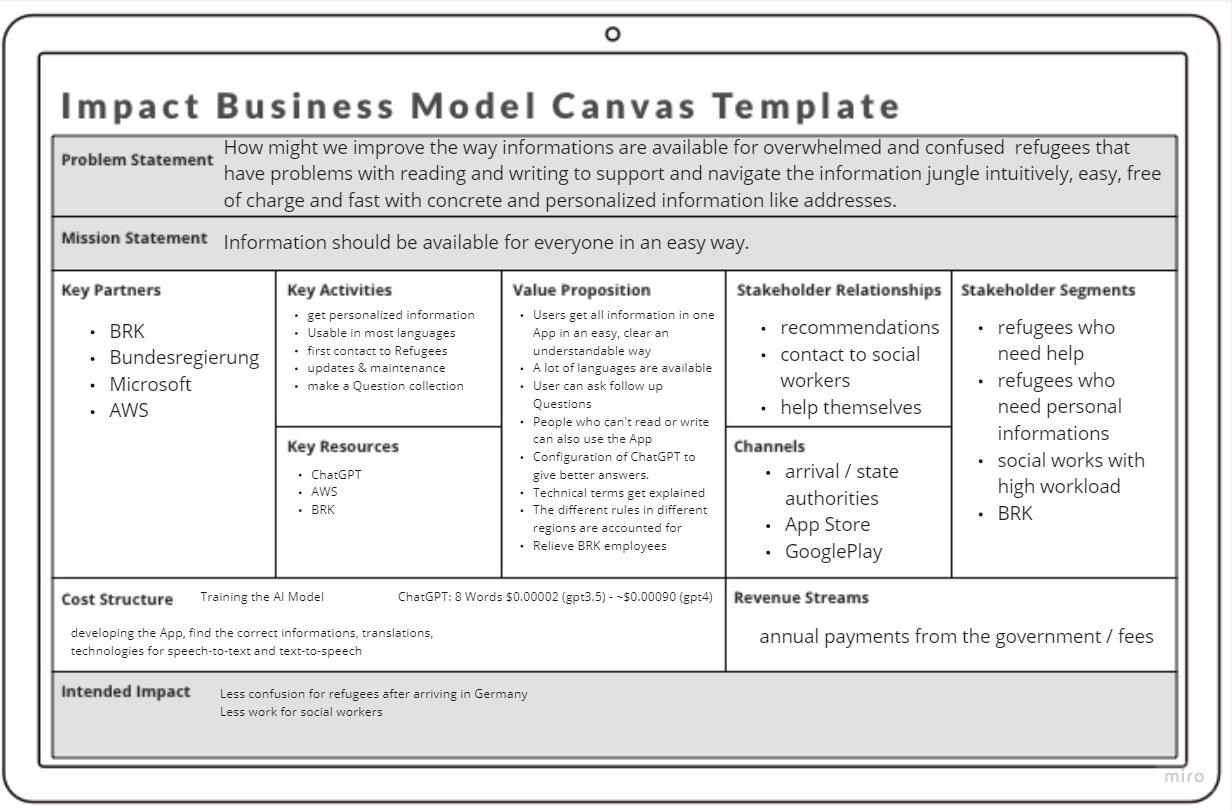 Impact Business Model Canvas Template
Problem Statement
How might we improve the way informations are available for overwhelmed and confused refugees that
have problems with reading and writing to support and navigate the information jungle intuitively, easy, free
of charge and fast with concrete and personalized information like addresses.
Mission Statement
Information should be available for everyone in an easy way.
Key Partners
• BRK
• Bundesregierung
• Microsoft
• AWS
Key Activities
• get personalized information
• Usable in most languages
• first contact to Refugees
• updates & maintenance
• make a Question collection
Key Resources
• ChatGPT
• AWS
• BRK
Value Proposition
• Users get all information in one
App in an easy, clear an
understandable way
• A lot of languages are available
• User can ask follow up
Questions
• People who can't read or write
can also use the App
• Configuration of ChatGPT to
give better answers.
• Technical terms get explained
• The different rules in different
regions are accounted for
• Relieve BRK employees
Stakeholder Relationships
• recommendations
• contact to social
workers
• help themselves
Channels
• arrival / state
authorities
• App Store
• GooglePlay
Stakeholder Segments
• refugees who
need help
• refugees who
need personal
informations
• social works with
high workload
• BRK
Cost Structure
Training the AI Model
ChatGPT: 8 Words $0.00002 (gpt3.5) - ~$0.00090 (gpt4)
developing the App, find the correct informations, translations,
technologies for speech-to-text and text-to-speech
Revenue Streams
annual payments from the government / fees
Intended Impact
Less confusion for refugees after arriving in Germany
Less work for social workers
miro